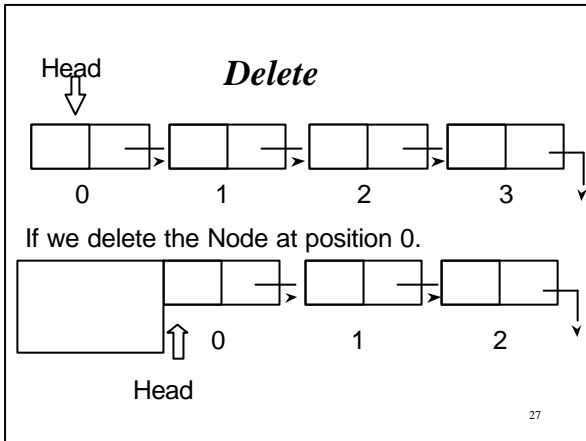 Delete
Head
0 1 2 3
If we delete the Node at position 0.
0 1 2
Head
27